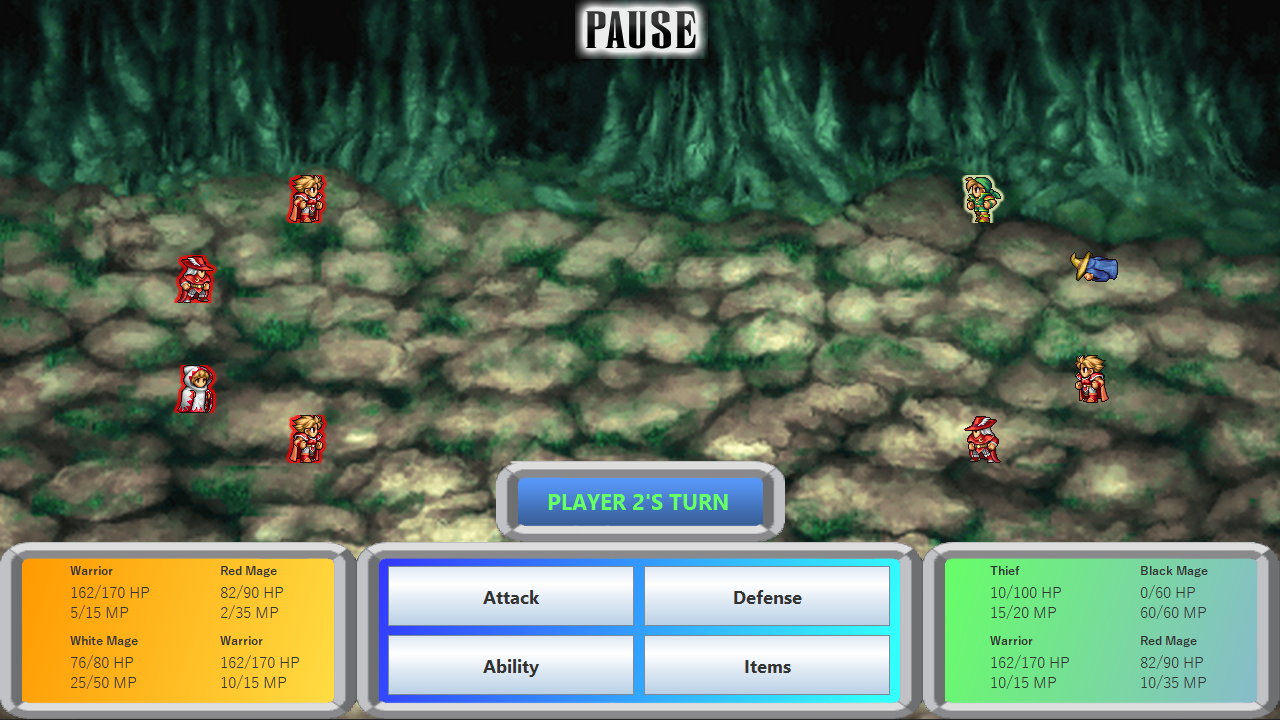 PAUSE
PLAYER 2'S TURN
Warrior
162/170 HP
5/15 MP
Red Mage
82/90 HP
2/35 MP
White Mage
76/80 HP
25/50 MP
Warrior
162/170 HP
10/15 MP
Attack
Defense
Ability
Items
Thief
10/100 HP
15/20 MP
Black Mage
0/60 HP
60/60 MP
Warrior
162/170 HP
10/15 MP
Red Mage
82/90 HP
10/35 MP